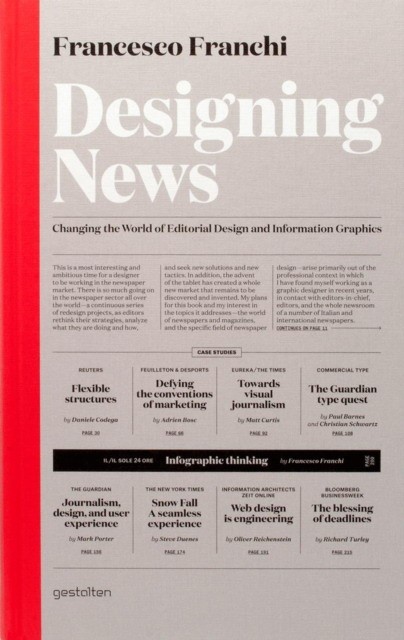 Francesco Franchi
Designing
News
Changing the World of Editorial Design and Information Graphics
This is a most interesting and
ambitious time for a designer
to be working in the newspaper
market. There is so much going on
in the newspaper sector all over
the world—a continuous series
of redesign projects, as editors
rethink their strategies, analyze
what they are doing and how,
and seek new solutions and new
tactics. In addition, the advent
of the tablet has created a whole
new market that remains to be
discovered and invented. My plans
for this book and my interest in
the topics it addresses—the world
of newspapers and magazines,
and the specific field of newspaper
design—arise primarily out of the
professional context in which
I have found myself working as a
graphic designer in recent years,
in contact with editors-in-chief,
editors, and the whole newsroom
of a number of Italian and
international newspapers.
CONTINUES ON PAGE 11
CASE STUDIES
REUTERS
Flexible
structures
by Daniele Codega
PAGE
FEUILLETON & DESPORTS
Defying
the conventions
of marketing
by Adrien Bosc
PAGE
EUREKA/THE TIMES
Towards
visual
journalism
by Matt Curtis
PAGE
COMMERCIAL TYPE
The Guardian
type quest
by Paul Barnes
and Christian Schwartz
PAGE
IL/IL SOLE 24 ORE Infographic thinking by Francesco Franchi PAGE
THE GUARDIAN
Journalism,
design, and user
experience
by Mark Porter
PAGE
THE NEW YORK TIMES
Snow Fall
A seamless
experience
by Steve Duenes
PAGE 174
INFORMATION ARCHITECTS
ZEIT ONLINE
Web design
is engineering
by Oliver Reichenstein
PAGE
BLOOMBERG
BUSINESSWEEK
The blessing
of deadlines
by Richard Turley
PAGE
gestalten